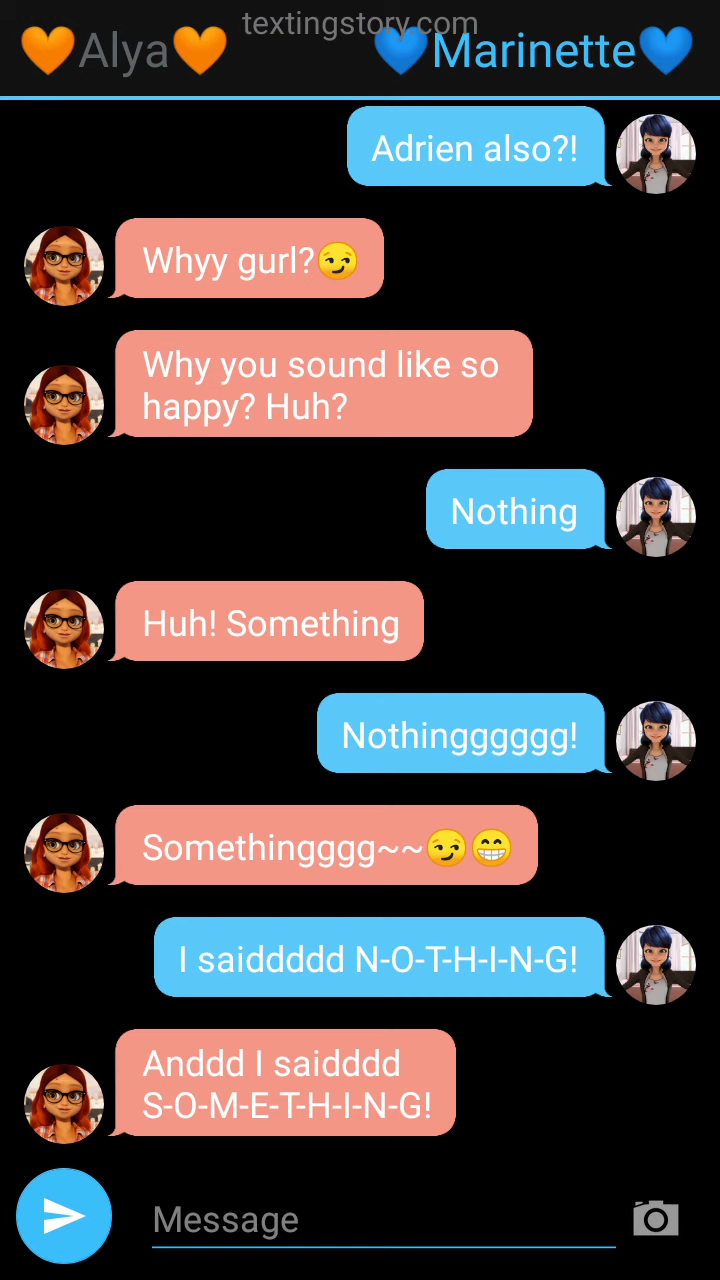 textingstory.com
🧡Alya🧡 💙Marinette💙
Adrien also?!
Whyy gurl?😏
Why you sound like so
happy? Huh?
Nothing
Huh! Something
Nothingggggg!
Somethingggg~~😏😁
I saiddddd N-O-T-H-I-N-G!
Anddd I saidddd
S-O-M-E-T-H-I-N-G!
Message